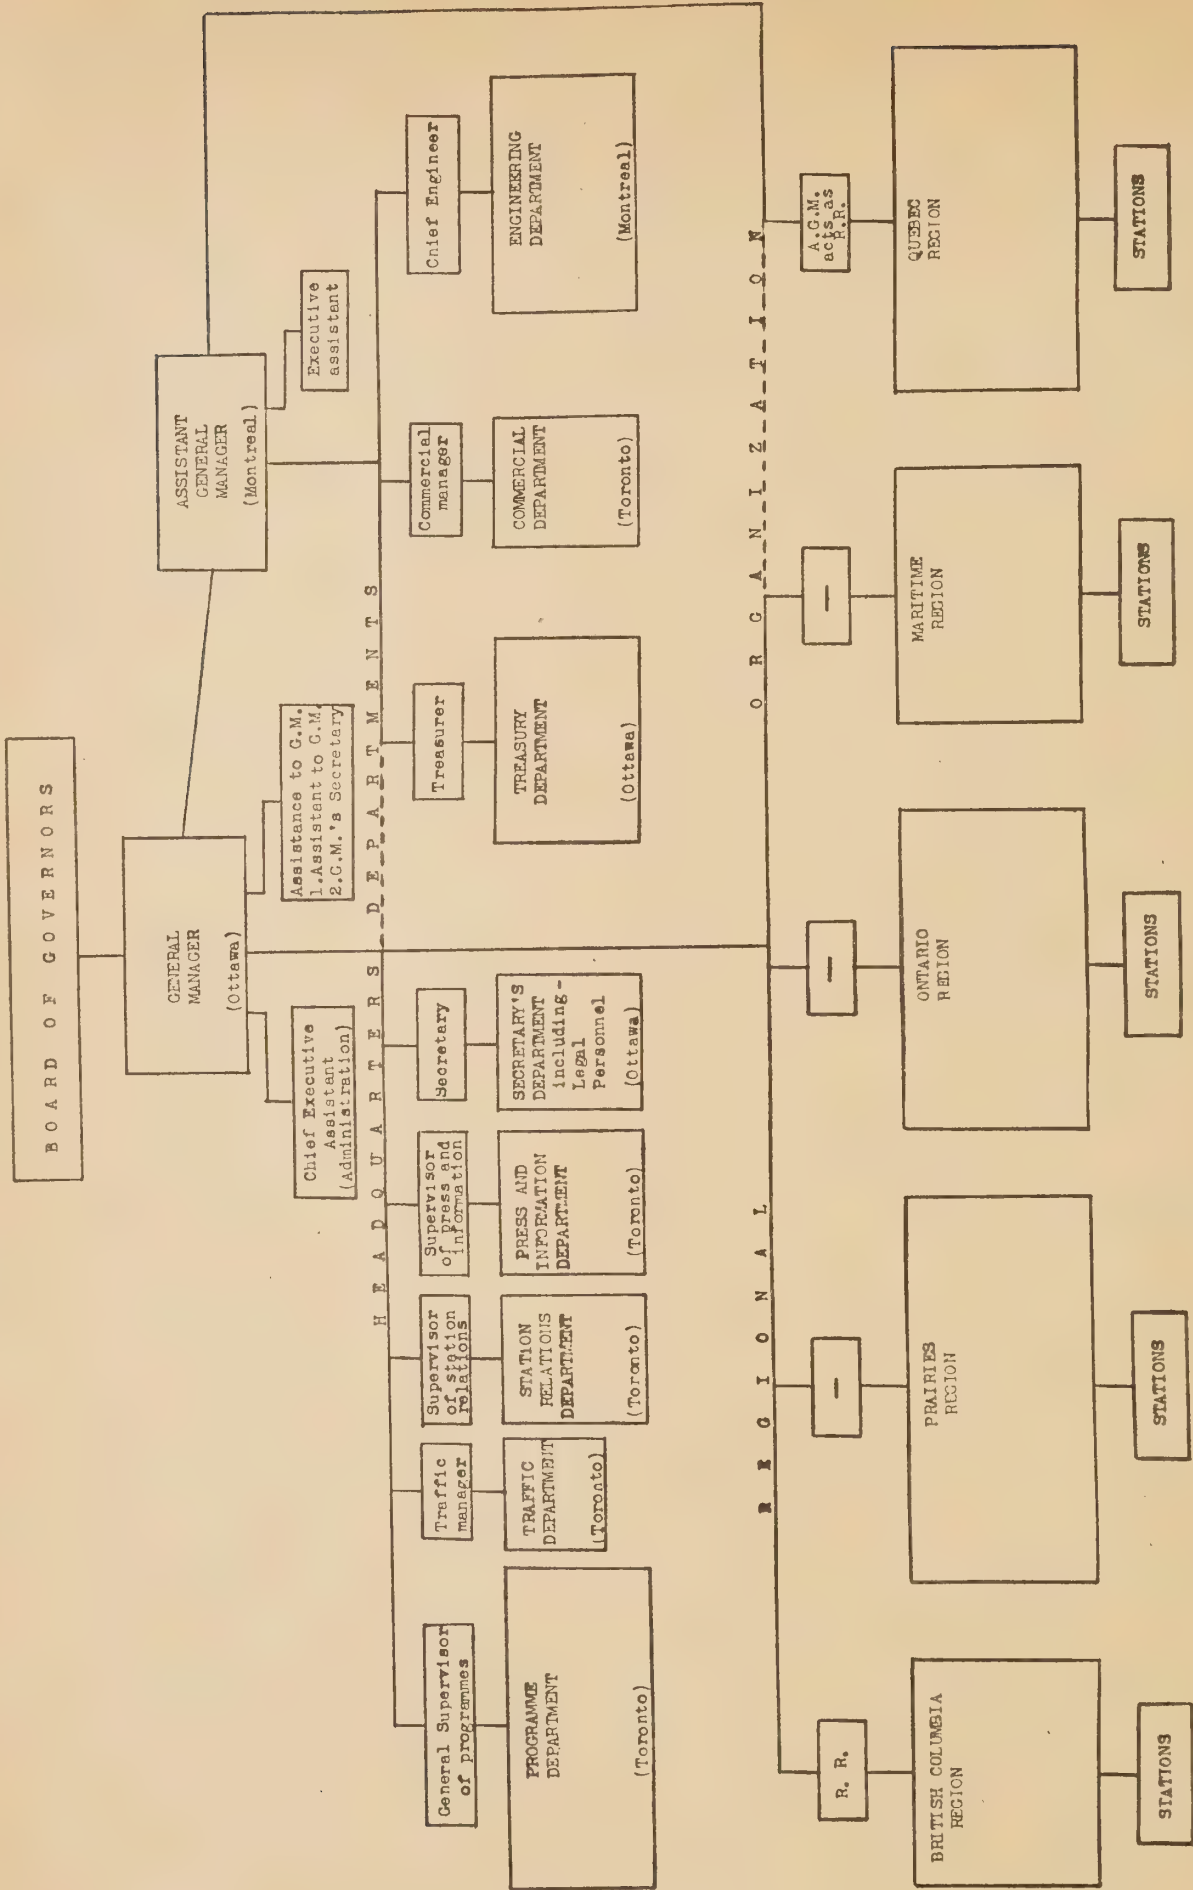 BOARD OF GOVERNORS
GENERAL
MANAGER
(Ottawa)
ASSISTANT
GENERAL
MANAGER
(Montreal)
Chief Executive
Assistant
(Administration)
Assistance to G.M.
1.Assistant to G.M.
2.G.M.'s Secretary
Executive
assistant
HEADQUARTERS DEPARTMENTS
General Supervisor
of programmes
Traffic
manager
Supervisor
of station
relations
Supervisor
of press and
information
Secretary
Treasurer
Commercial
manager
Chief Engineer
PROGRAMME
DEPARTMENT
(Toronto)
TRAFFIC
DEPARTMENT
(Toronto)
STATION
RELATIONS
DEPARTMENT
(Toronto)
PRESS AND
INFORMATION
DEPARTMENT
(Toronto)
SECRETARY'S
DEPARTMENT
including-
Legal
Personnel
(Ottawa)
TREASURY
DEPARTMENT
(Ottawa)
COMMERCIAL
DEPARTMENT
(Toronto)
ENGINEERING
DEPARTMENT
(Montreal)
REGIONAL ORGANIZATION
R. R.
—
—
—
A.G.M.
acts as
R.R.
BRITISH COLUMBIA
REGION
PRAIRIES
REGION
ONTARIO
REGION
MARITIME
REGION
QUEBEC
REGION
STATIONS
STATIONS
STATIONS
STATIONS
STATIONS